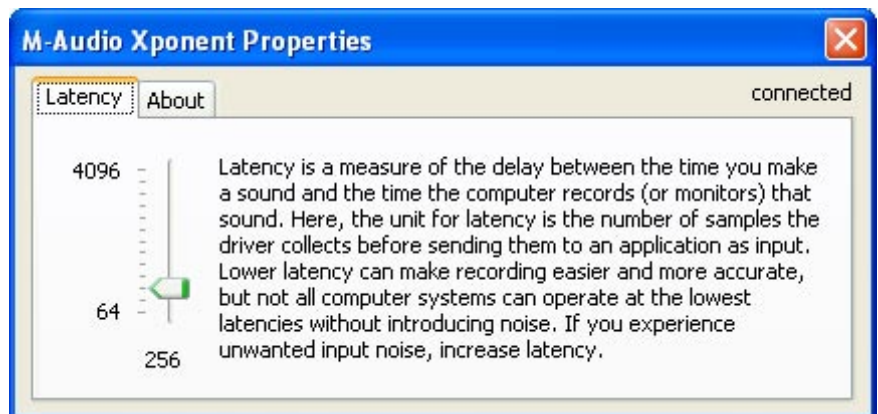 M-Audio Xponent Properties
Latency About
connected
4096
64
256
Latency is a measure of the delay between the time you make
a sound and the time the computer records (or monitors) that
sound. Here, the unit for latency is the number of samples the
driver collects before sending them to an application as input.
Lower latency can make recording easier and more accurate,
but not all computer systems can operate at the lowest
latencies without introducing noise. If you experience
unwanted input noise, increase latency.